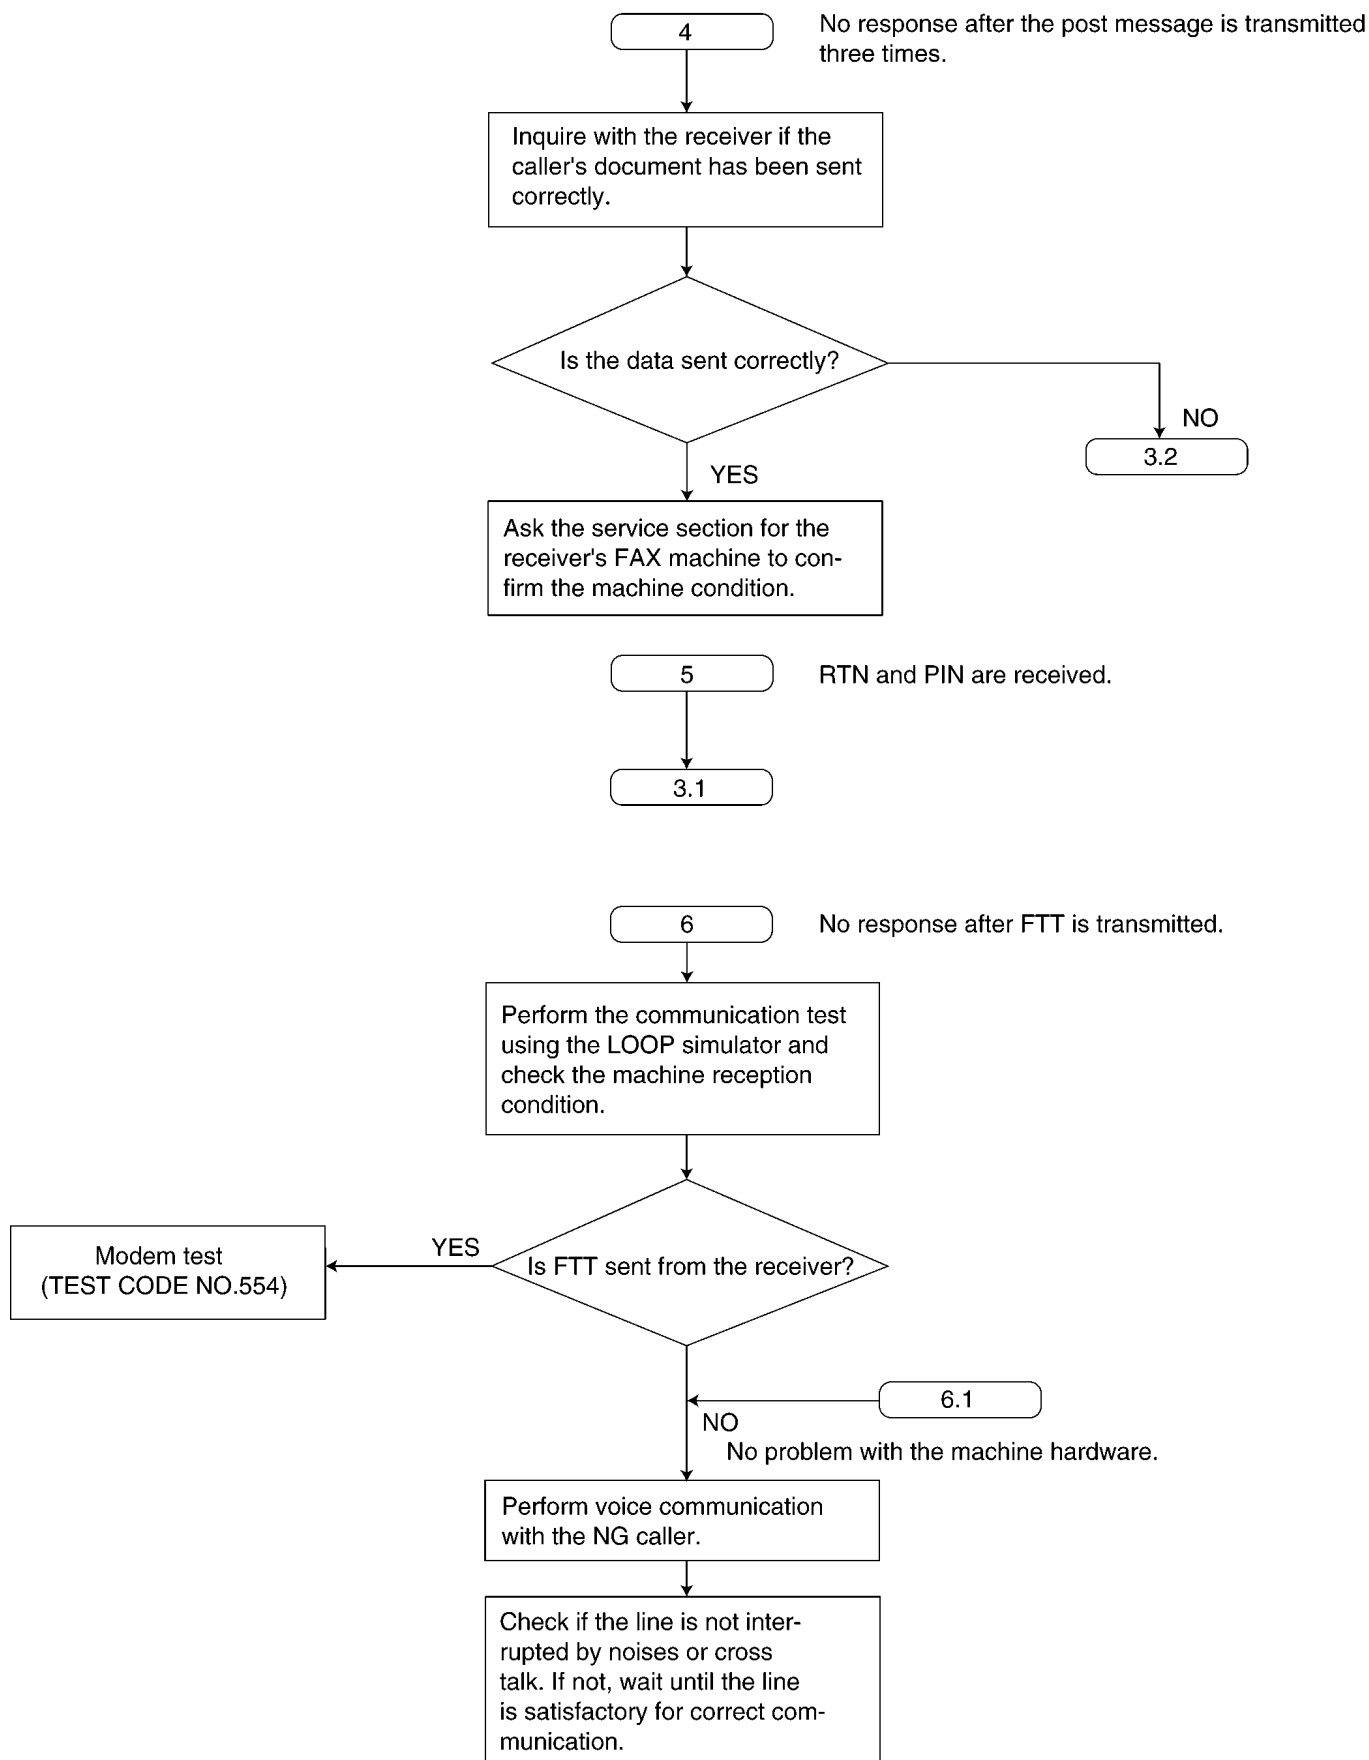 4
No response after the post message is transmitted
three times.
Inquire with the receiver if the
caller's document has been sent
correctly.
Is the data sent correctly?
NO
3.2
YES
Ask the service section for the
receiver's FAX machine to con-
firm the machine condition.
5
RTN and PIN are received.
3.1
6
No response after FTT is transmitted.
Perform the communication test
using the LOOP simulator and
check the machine reception
condition.
YES
Modem test
(TEST CODE NO.554)
Is FTT sent from the receiver?
6.1
NO
No problem with the machine hardware.
Perform voice communication
with the NG caller.
Check if the line is not inter-
rupted by noises or cross
talk. If not, wait until the line
is satisfactory for correct com-
munication.